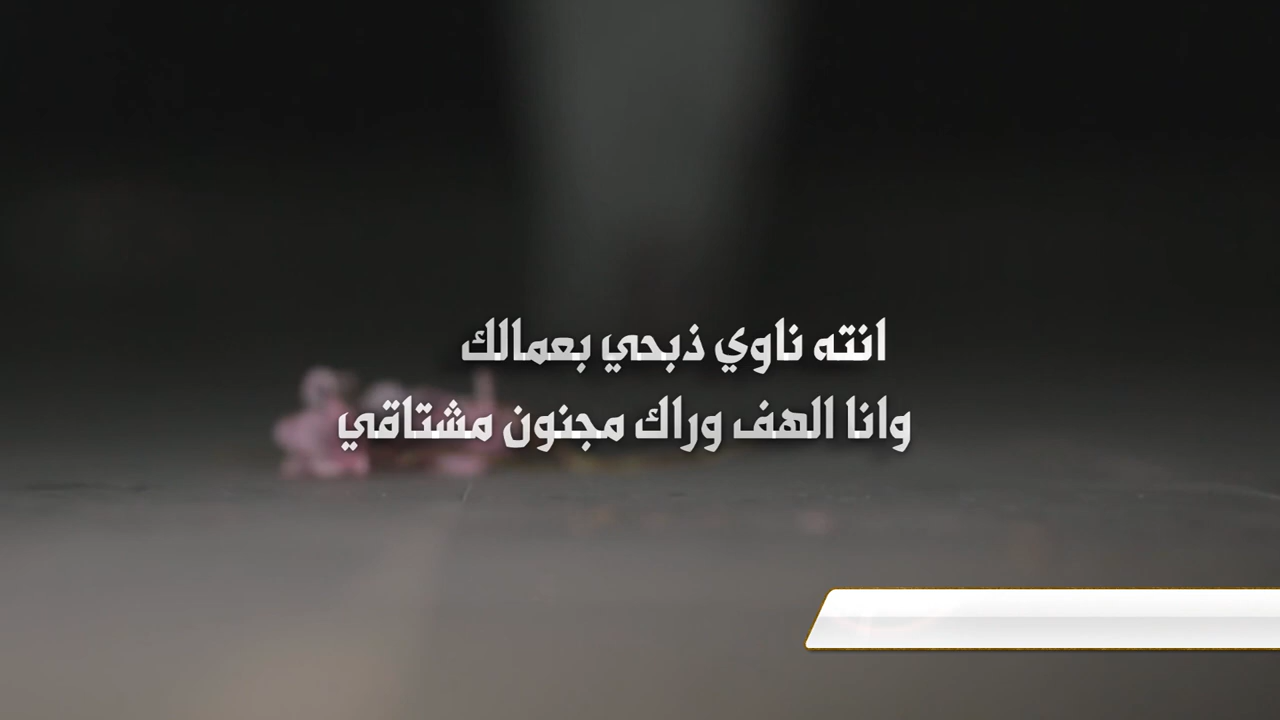 انته ناوي ذبحي بعمالك
وانا الهف وراك مجنون مشتاقي